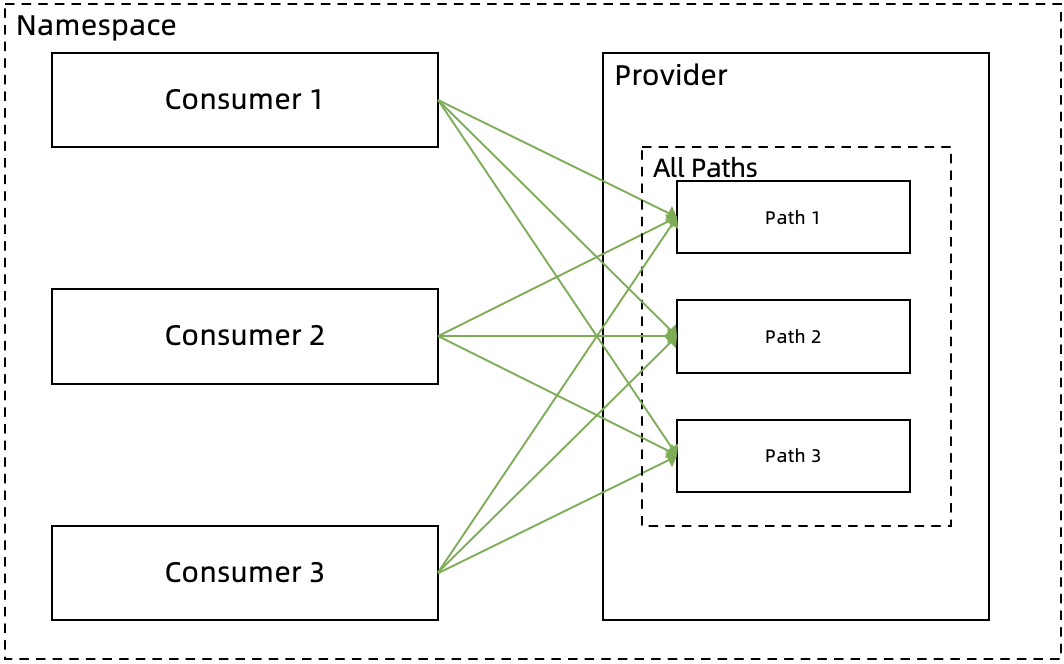 Namespace
Consumer 1
Provider
All Paths
Path 1
Consumer 2
Path 2
Path 3
Consumer 3